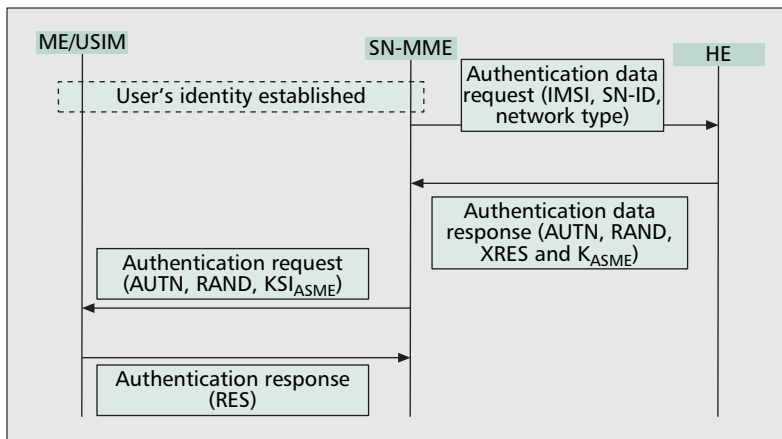 ME/USIM
SN-MME
HE
User's identity established
Authentication data
request (IMSI, SN-ID,
network type)
Authentication data
response (AUTN, RAND,
XRES and KASME)
Authentication request
(AUTN, RAND, KSIASME)
Authentication response
(RES)